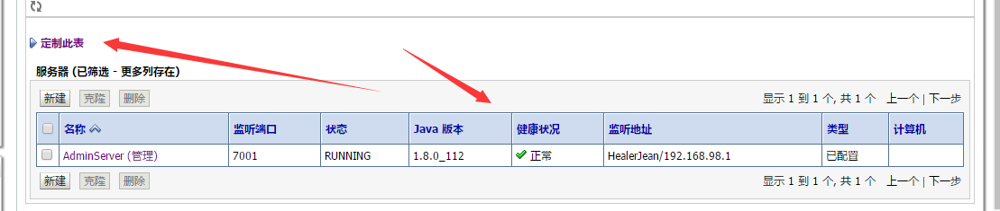 定制此表
服务器 (已筛选 - 更多列存在)
新建 克隆 删除 显示 1 到 1 个, 共 1 个 上一个 | 下一步
名称 监听端口 状态 Java 版本 健康状况 监听地址 类型 计算机
AdminServer (管理) 7001 RUNNING 1.8.0_112 正常 HealerJean/192.168.98.1 已配置
新建 克隆 删除 显示 1 到 1 个, 共 1 个 上一个 | 下一步